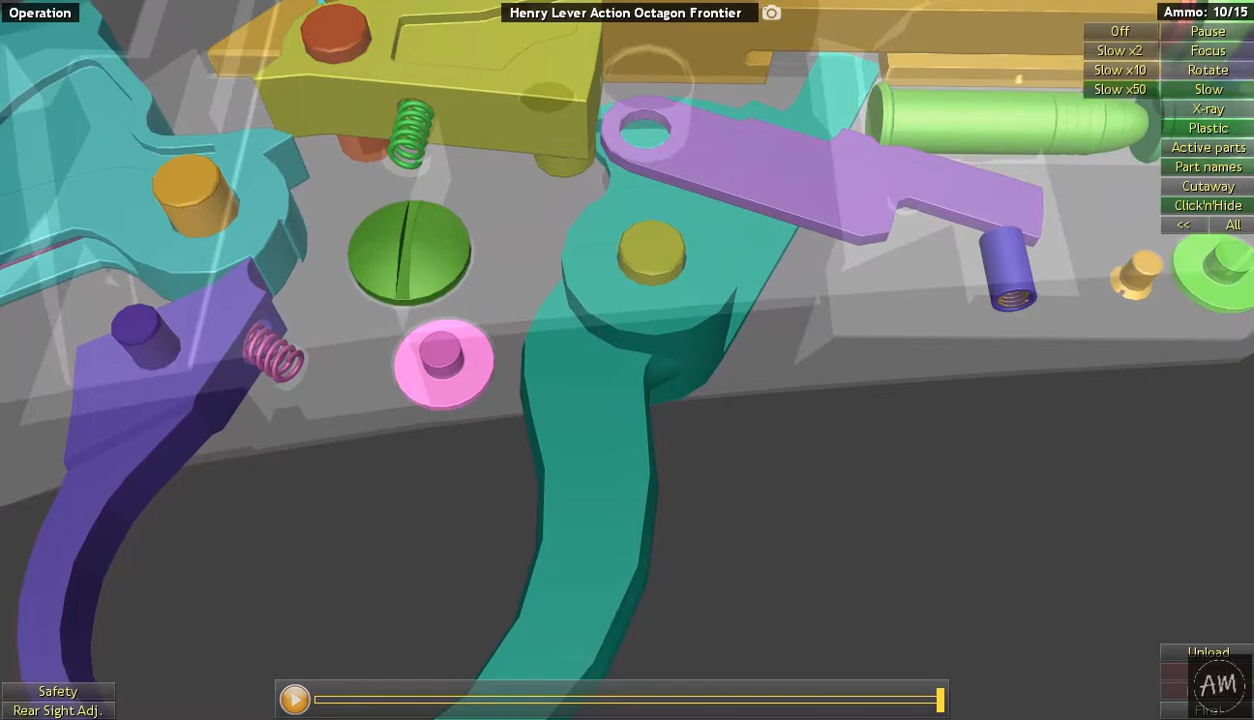 Operation
Henry Lever Action Octagon Frontier
Ammo: 10/15
Off
Pause
Slow x2
Focus
Slow x10
Rotate
Slow x50
Slow
X-ray
Plastic
Active parts
Part names
Cutaway
Click'n'Hide
<<
All
Safety
Rear Sight Adj.
Unload
AM